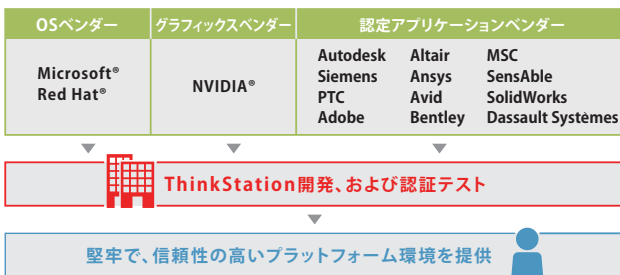 OSベンダー
グラフィックスベンダー
認定アプリケーションベンダー
Microsoft®
Red Hat®
NVIDIA®
Autodesk Altair MSC
Siemens Ansys SensAble
PTC Avid SolidWorks
Adobe Bentley Dassault Systèmes
ThinkStation開発、および認証テスト
堅牢で、信頼性の高いプラットフォーム環境を提供